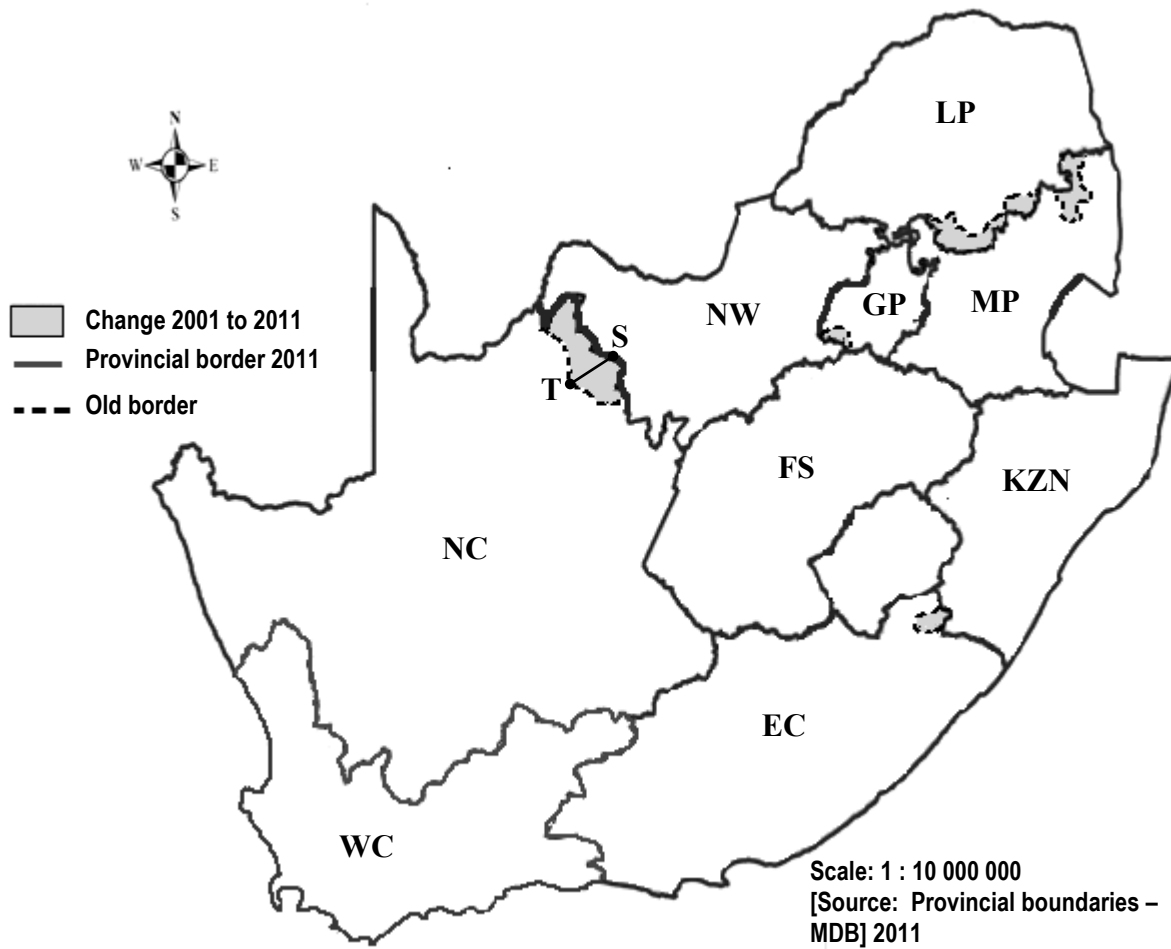 LP
N
W E
S
NW
GP
MP
Change 2001 to 2011
Provincial border 2011
S
T
Old border
FS
KZN
NC
EC
WC
Scale: 1 : 10 000 000
[Source: Provincial boundaries –
MDB] 2011